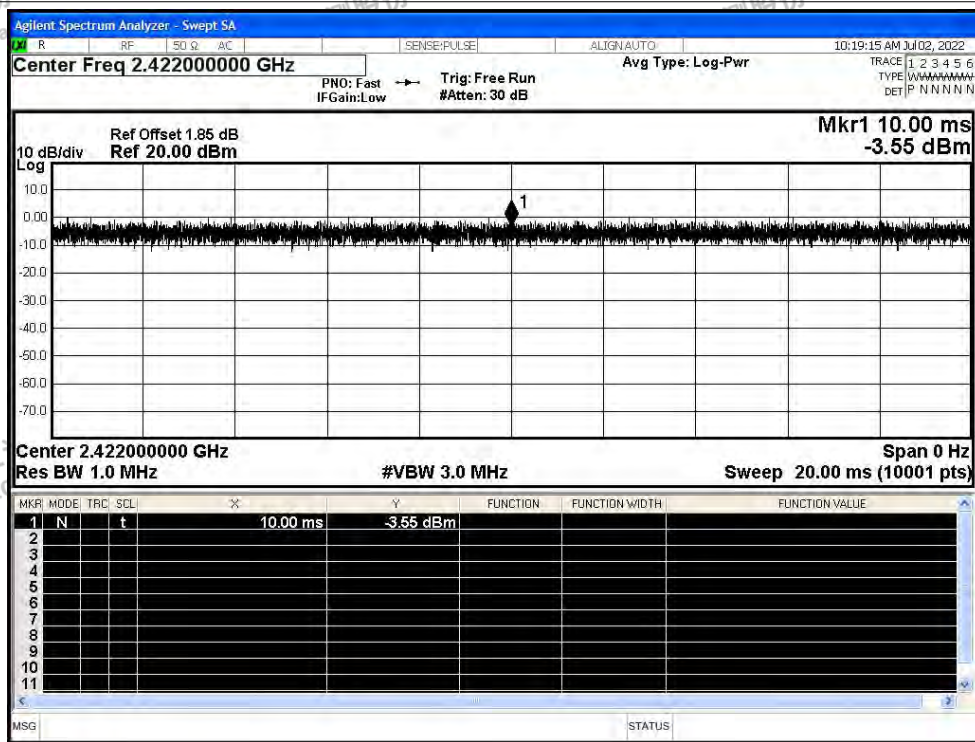 Agilent Spectrum Analyzer - Swept SA
R RF 50 Ω AC SENSE:PULSE ALIGN AUTO 10:19:15 AM Jul 02, 2022
Center Freq 2.422000000 GHz Avg Type: Log-Pwr TRACE 1 2 3 4 5 6
PNO: Fast Trig: Free Run TYPE
IFGain:Low #Atten: 30 dB DET P N N N N N
Mkr1 10.00 ms
Ref Offset 1.85 dB
10 dB/div Ref 20.00 dBm -3.55 dBm
Log
10.0
1
0.00
-10.0
-20.0
-30.0
-40.0
-50.0
-60.0
-70.0
Center 2.422000000 GHz Span 0 Hz
Res BW 1.0 MHz #VBW 3.0 MHz Sweep 20.00 ms (10001 pts)
MKR MODE TRC SCL X Y FUNCTION FUNCTION WIDTH FUNCTION VALUE
1 N t 10.00 ms -3.55 dBm
2
3
4
5
6
7
8
9
10
11
MSG STATUS